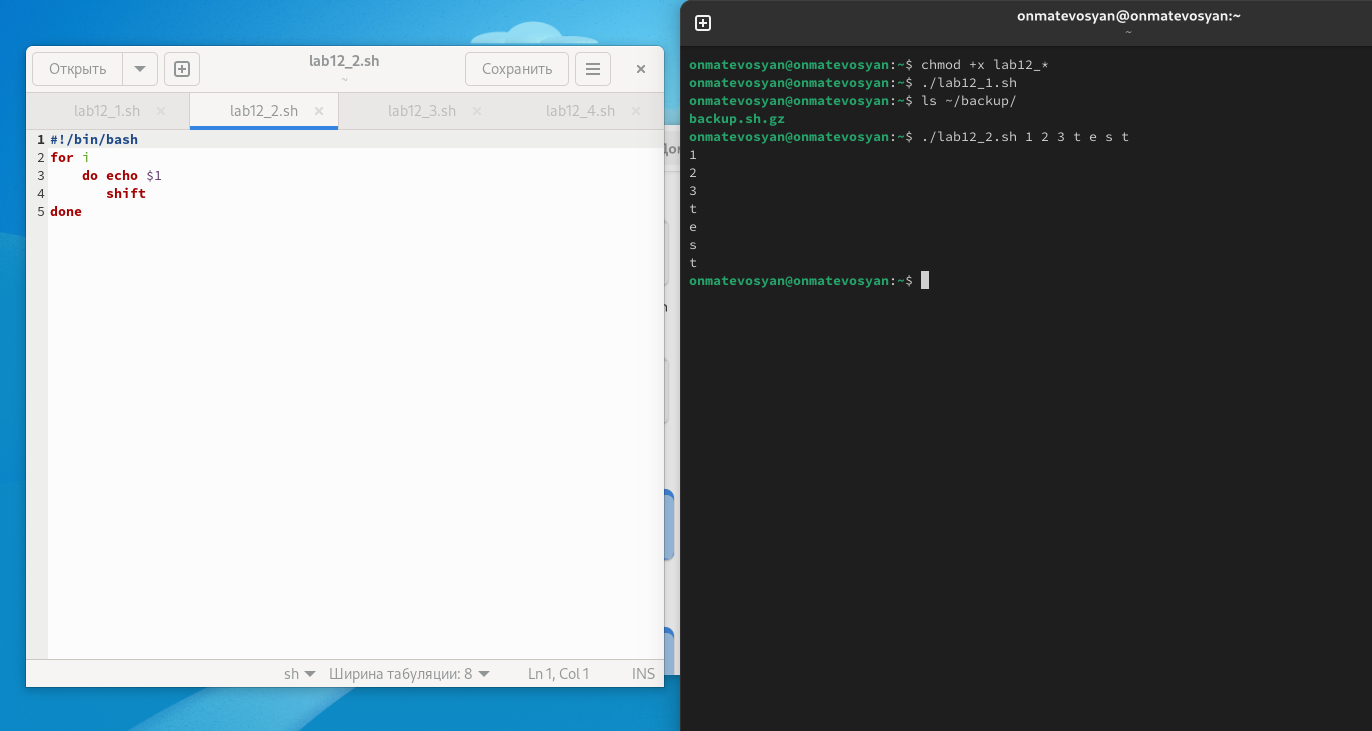 Открыть
lab12_2.sh
~
Сохранить
lab12_1.sh
lab12_2.sh
lab12_3.sh
lab12_4.sh
1 #!/bin/bash
2 for i
3     do echo $1
4        shift
5 done
sh
Ширина табуляции: 8
Ln 1, Col 1
INS
onmatevosyan@onmatevosyan:~
~
onmatevosyan@onmatevosyan:~$ chmod +x lab12_*
onmatevosyan@onmatevosyan:~$ ./lab12_1.sh
onmatevosyan@onmatevosyan:~$ ls ~/backup/
backup.sh.gz
onmatevosyan@onmatevosyan:~$ ./lab12_2.sh 1 2 3 t e s t
1
2
3
t
e
s
t
onmatevosyan@onmatevosyan:~$